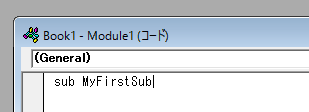 Book1 - Module1 (コード)
(General)
sub MyFirstSub